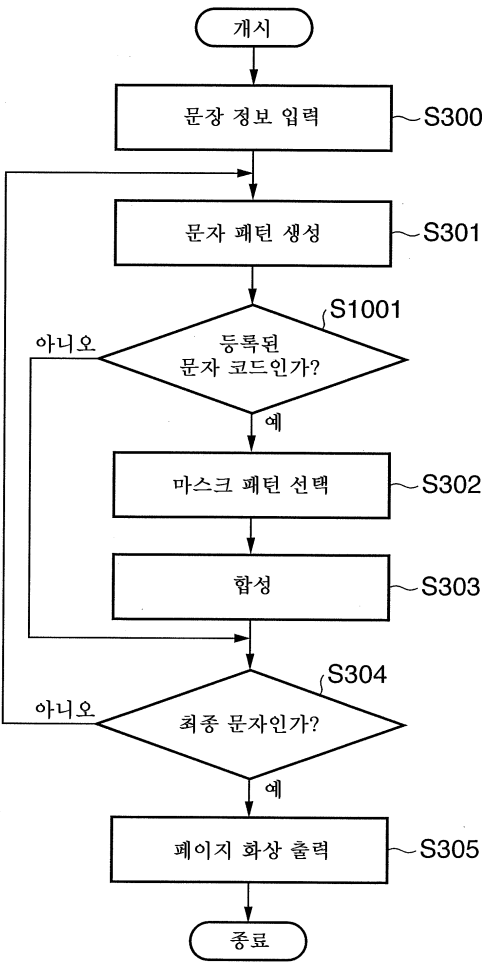 개시
문장 정보 입력
S300
문자 패턴 생성
S301
S1001
등록된
문자 코드인가?
아니오
예
마스크 패턴 선택
S302
합성
S303
S304
최종 문자인가?
아니오
예
페이지 화상 출력
S305
종료